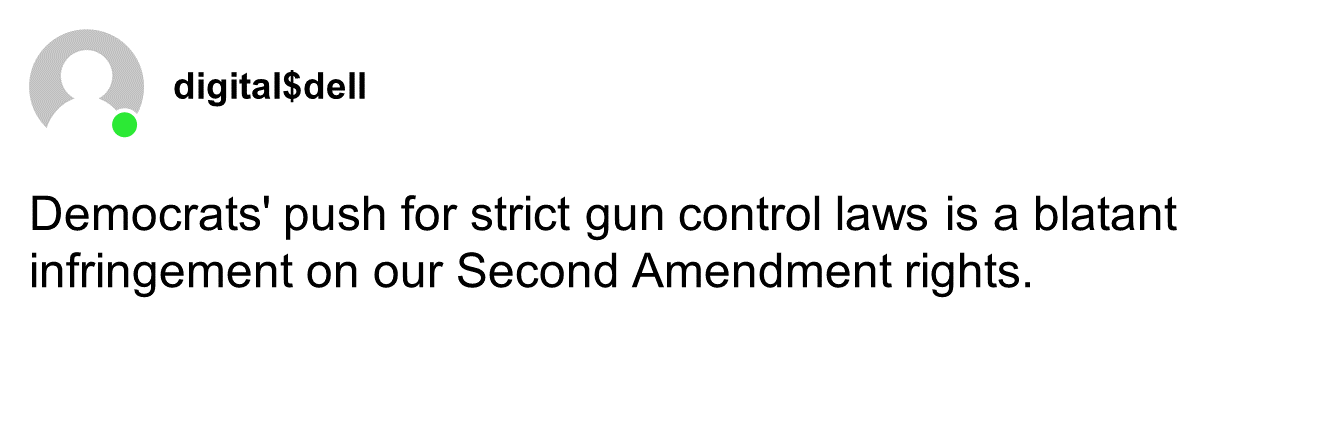 digital$dell
Democrats' push for strict gun control laws is a blatant
infringement on our Second Amendment rights.